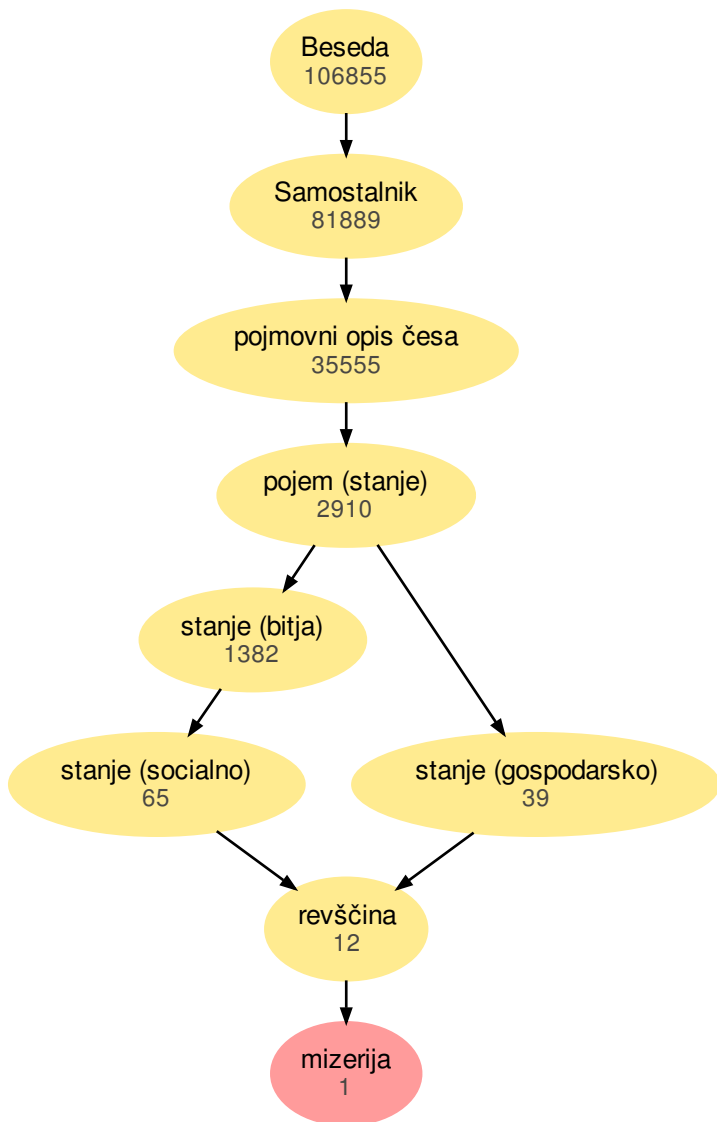 Beseda
106855
Samostalnik
81889
pojmovni opis česa
35555
pojem (stanje)
2910
stanje (bitja)
1382
stanje (socialno)
65
stanje (gospodarsko)
39
revščina
12
mizerija
1